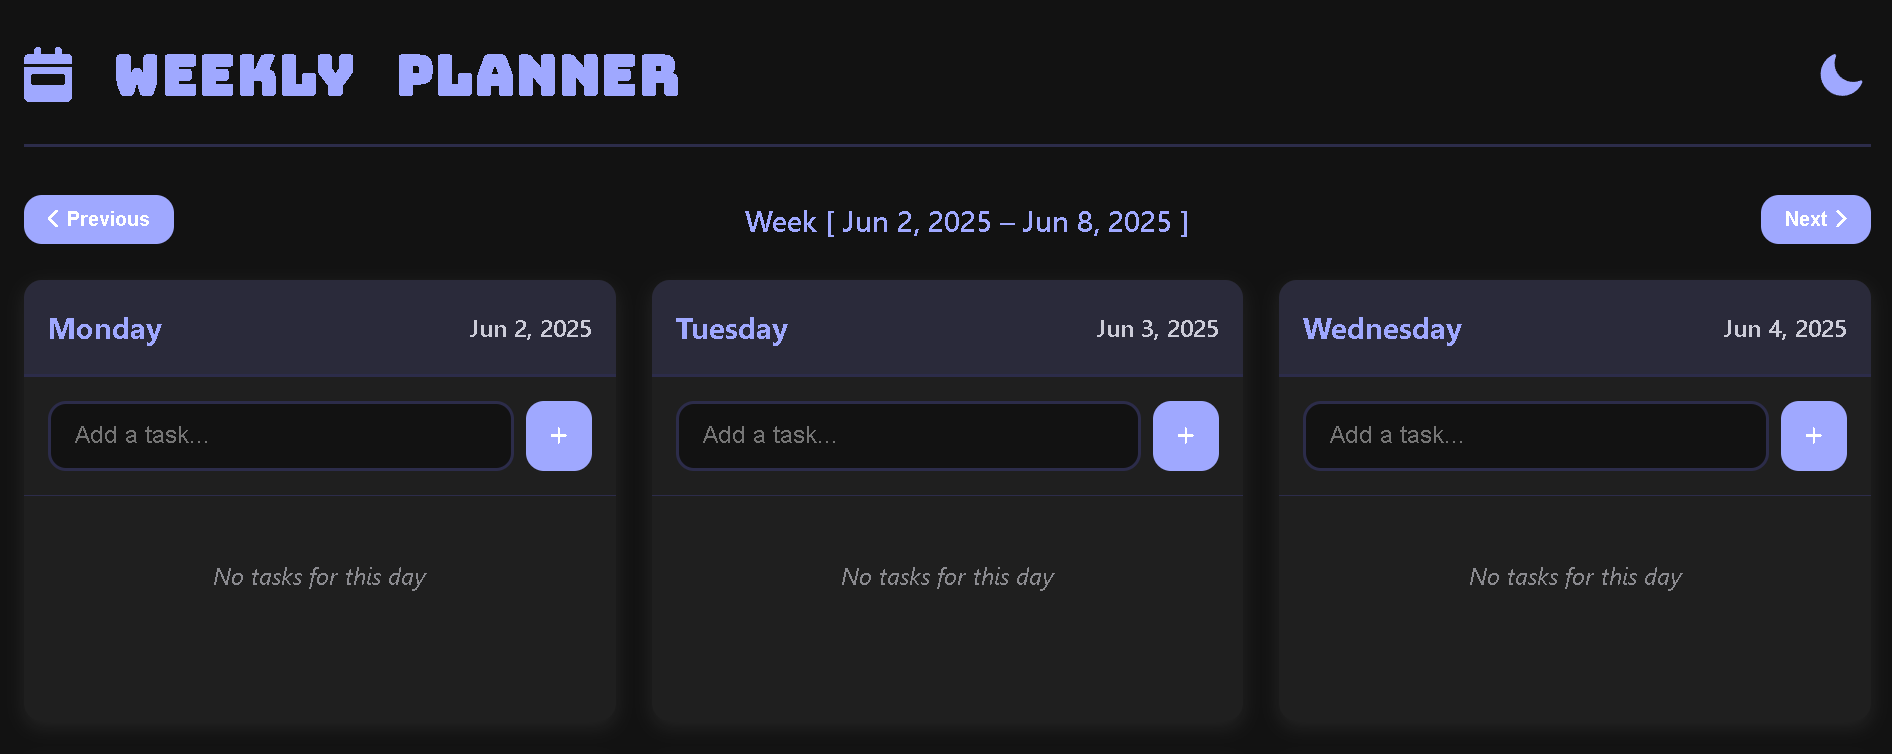 WEEKLY PLANNER
Previous
Week [ Jun 2, 2025 – Jun 8, 2025 ]
Next
Monday
Jun 2, 2025
Add a task...
+
No tasks for this day
Tuesday
Jun 3, 2025
Add a task...
+
No tasks for this day
Wednesday
Jun 4, 2025
Add a task...
+
No tasks for this day